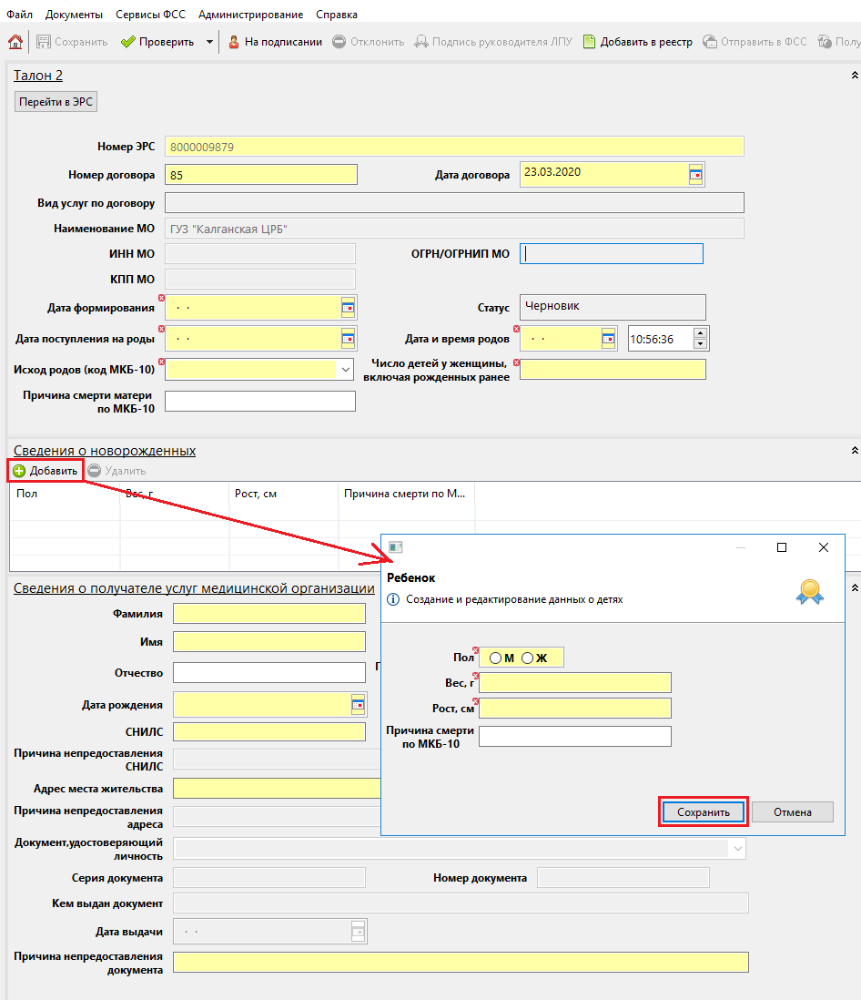 Файл Документы Сервисы ФСС Администрирование Справка
Сохранить Проверить На подписании Отклонить Подпись руководителя ЛПУ Добавить в реестр Отправить в ФСС Полу
Талон 2
Перейти в ЭРС
Номер ЭРС 8000009879
Номер договора 85 Дата договора 23.03.2020
Вид услуг по договору
Наименование МО ГУЗ "Калганская ЦРБ"
ИНН МО ОГРН/ОГРНИП МО
КПП МО
Дата формирования . . Статус Черновик
Дата поступления на роды . . Дата и время родов . . 10:56:36
Исход родов (код МКБ-10) Число детей у женщины,
включая рожденных ранее
Причина смерти матери
по МКБ-10
Сведения о новорожденных
Добавить Удалить
Пол Вес, г Рост, см Причина смерти по М...
Сведения о получателе услуг медицинской организации
Фамилия
Имя
Отчество
Дата рождения
СНИЛС
Причина непредоставления
СНИЛС
Адрес места жительства
Причина непредоставления
адреса
Документ,удостоверяющий
личность
Серия документа Номер документа
Кем выдан документ
Дата выдачи . .
Причина непредоставления
документа
Ребенок
Создание и редактирование данных о детях
Пол М Ж
Вес, г
Рост, см
Причина смерти
по МКБ-10
Сохранить Отмена